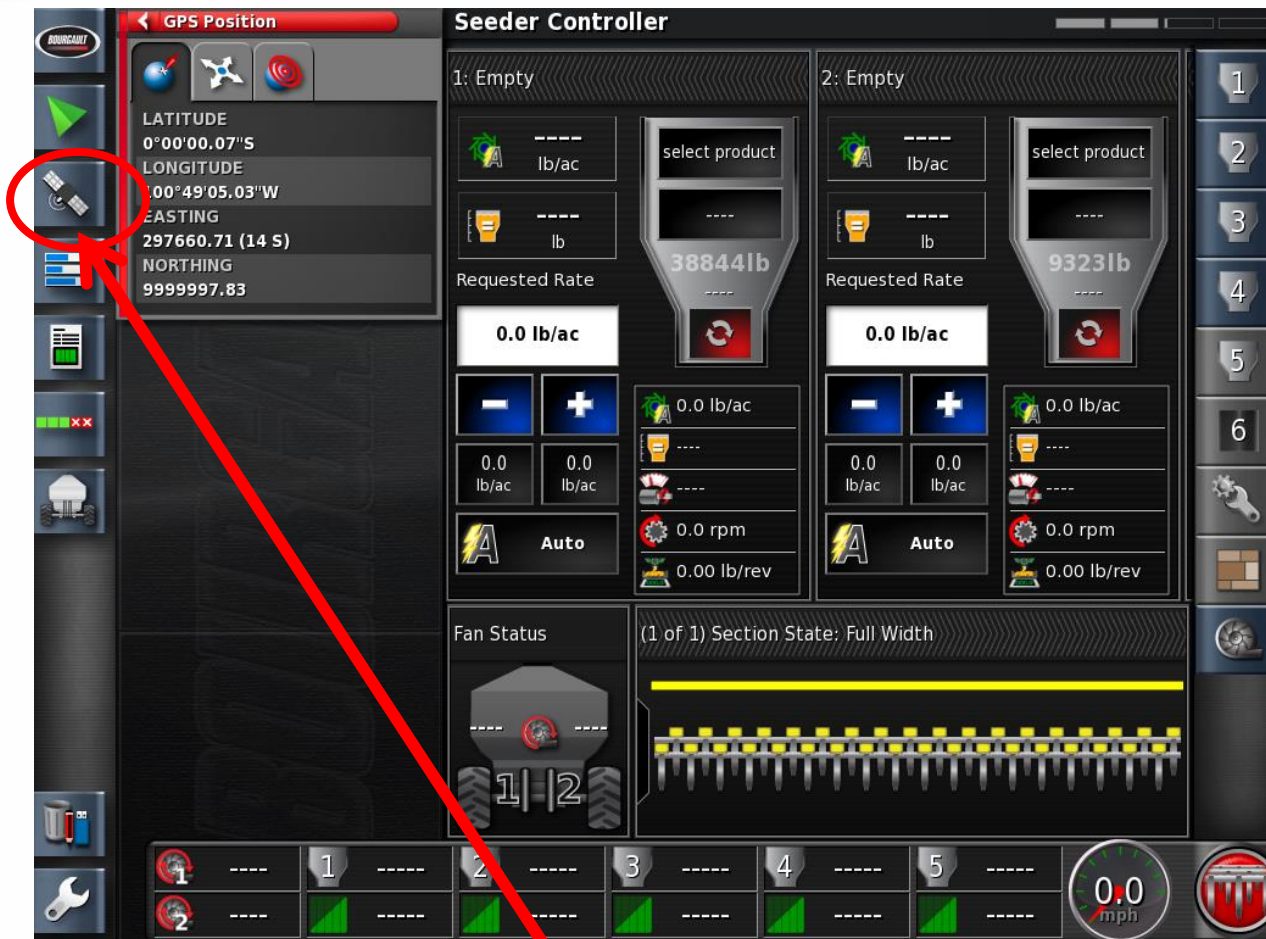 BOURGAULT
GPS Position
LATITUDE
0°00'00.07"S
LONGITUDE
100°49'05.03"W
EASTING
297660.71 (14 S)
NORTHING
9999997.83
Seeder Controller
1: Empty
----
lb/ac
select product
----
lb
----
38844lb
----
Requested Rate
0.0 lb/ac
0.0 lb/ac
----
----
0.0 rpm
0.00 lb/rev
0.0
lb/ac
0.0
lb/ac
A
Auto
2: Empty
----
lb/ac
select product
----
lb
----
9323lb
----
Requested Rate
0.0 lb/ac
0.0 lb/ac
----
----
0.0 rpm
0.00 lb/rev
0.0
lb/ac
0.0
lb/ac
A
Auto
1
2
3
4
5
6
Fan Status
---- ----
1 2
(1 of 1) Section State: Full Width
1 ---- 1 ----- 2 ----- 3 ----- 4 ----- 5 -----
2 ---- ----- ----- ----- ----- -----
0.0
mph